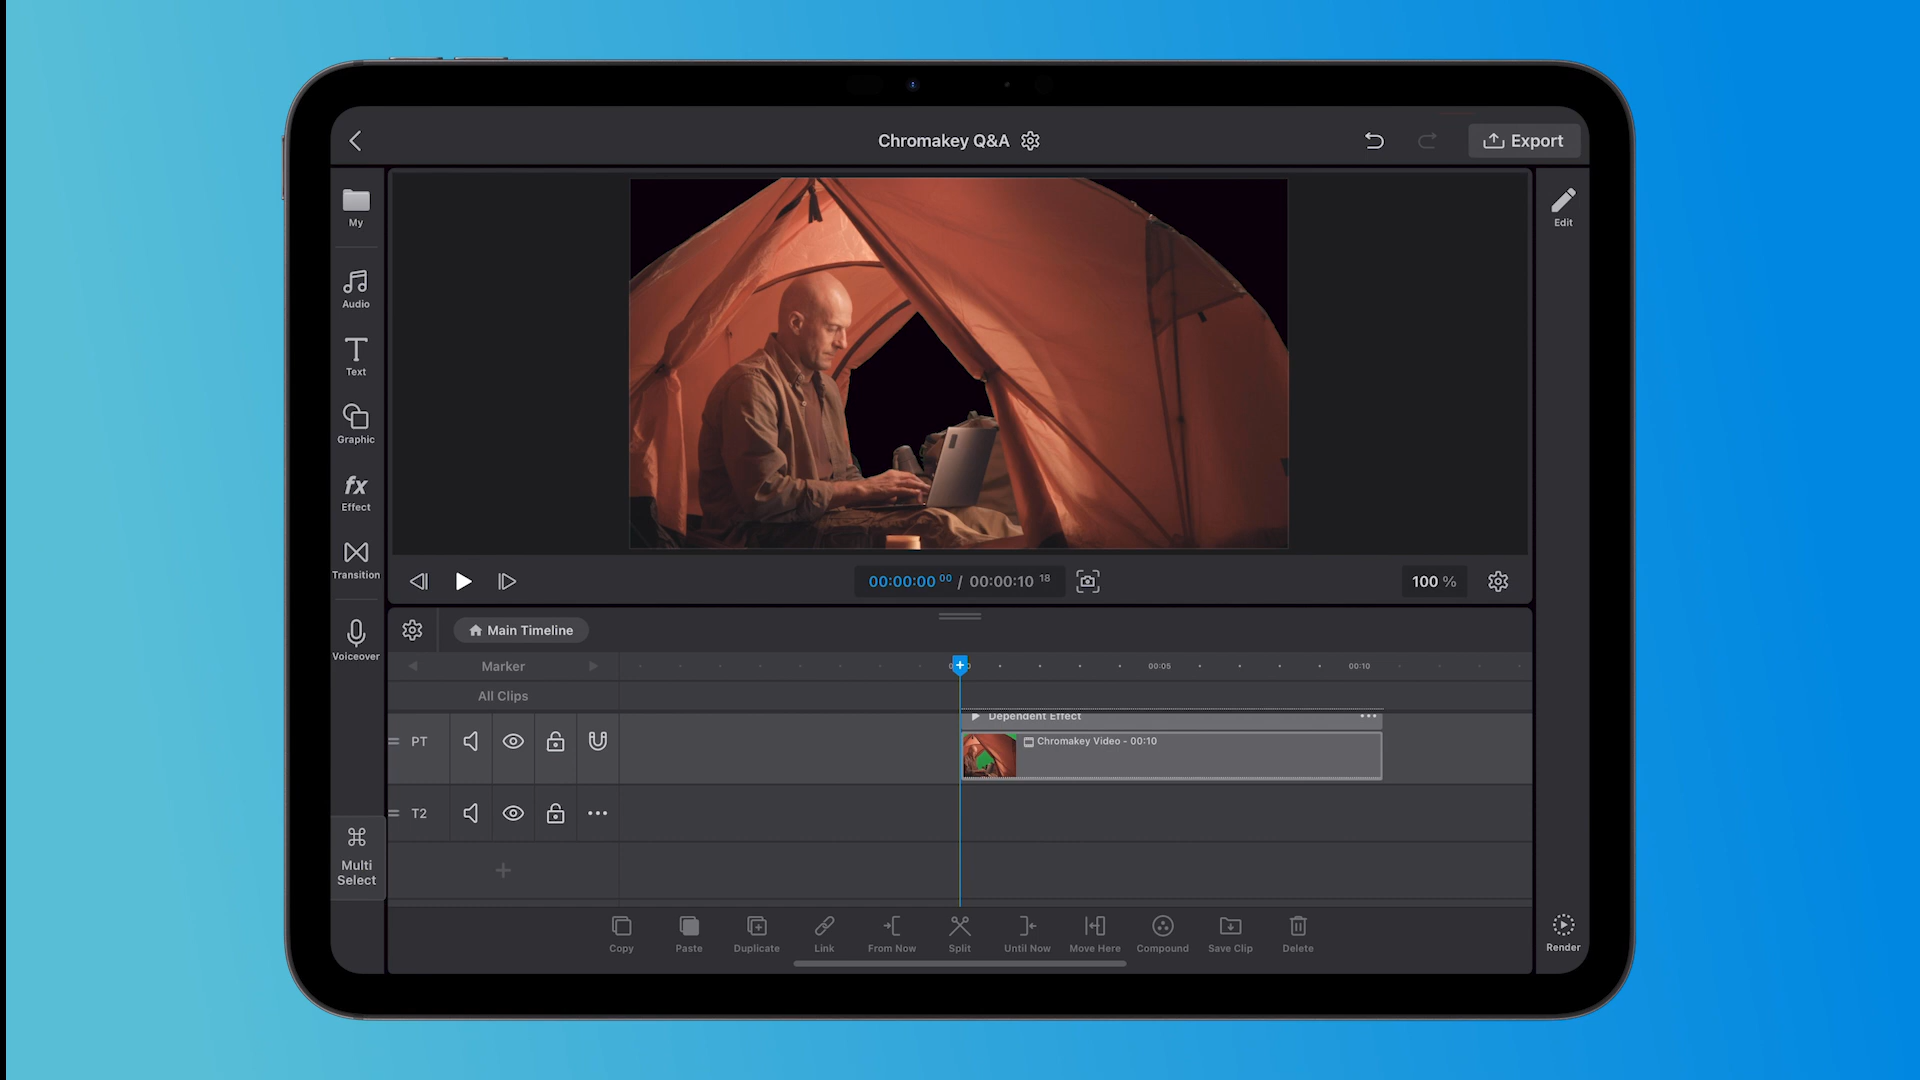 Chromakey Q&A
Export
My
Edit
Audio
Text
Graphic
fx
Effect
Transition
00:00:00 00 / 00:00:10 18
100 %
Main Timeline
Voiceover
Marker
00:05
00:10
All Clips
Dependent Effect
PT
Chromakey Video - 00:10
T2
Multi
Select
Copy
Paste
Duplicate
Link
From Now
Split
Until Now
Move Here
Compound
Save Clip
Delete
Render